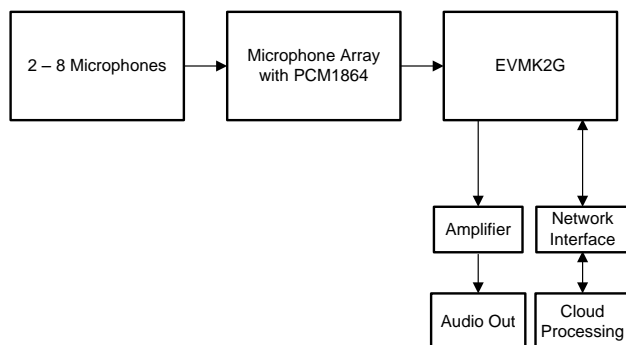 2 – 8 Microphones
Microphone Array
with PCM1864
EVMK2G
Amplifier
Network
Interface
Audio Out
Cloud
Processing